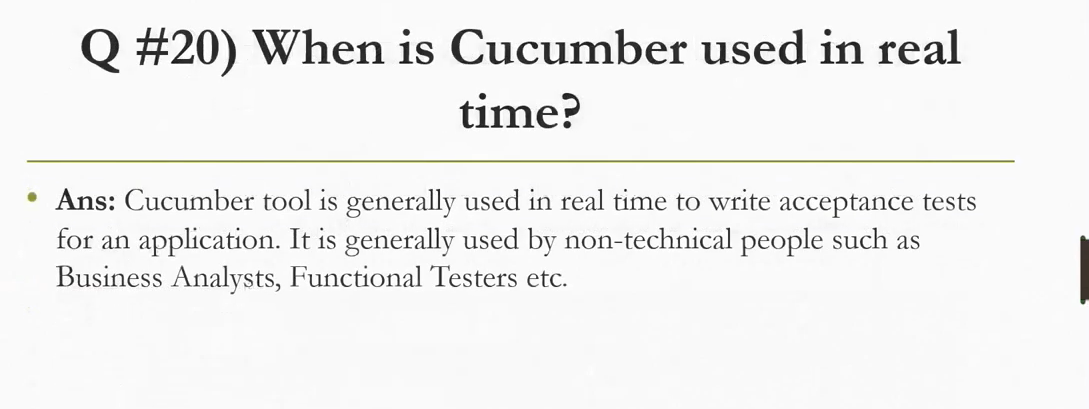 Q #20) When is Cucumber used in real
time?
• Ans: Cucumber tool is generally used in real time to write acceptance tests
for an application. It is generally used by non-technical people such as
Business Analysts, Functional Testers etc.